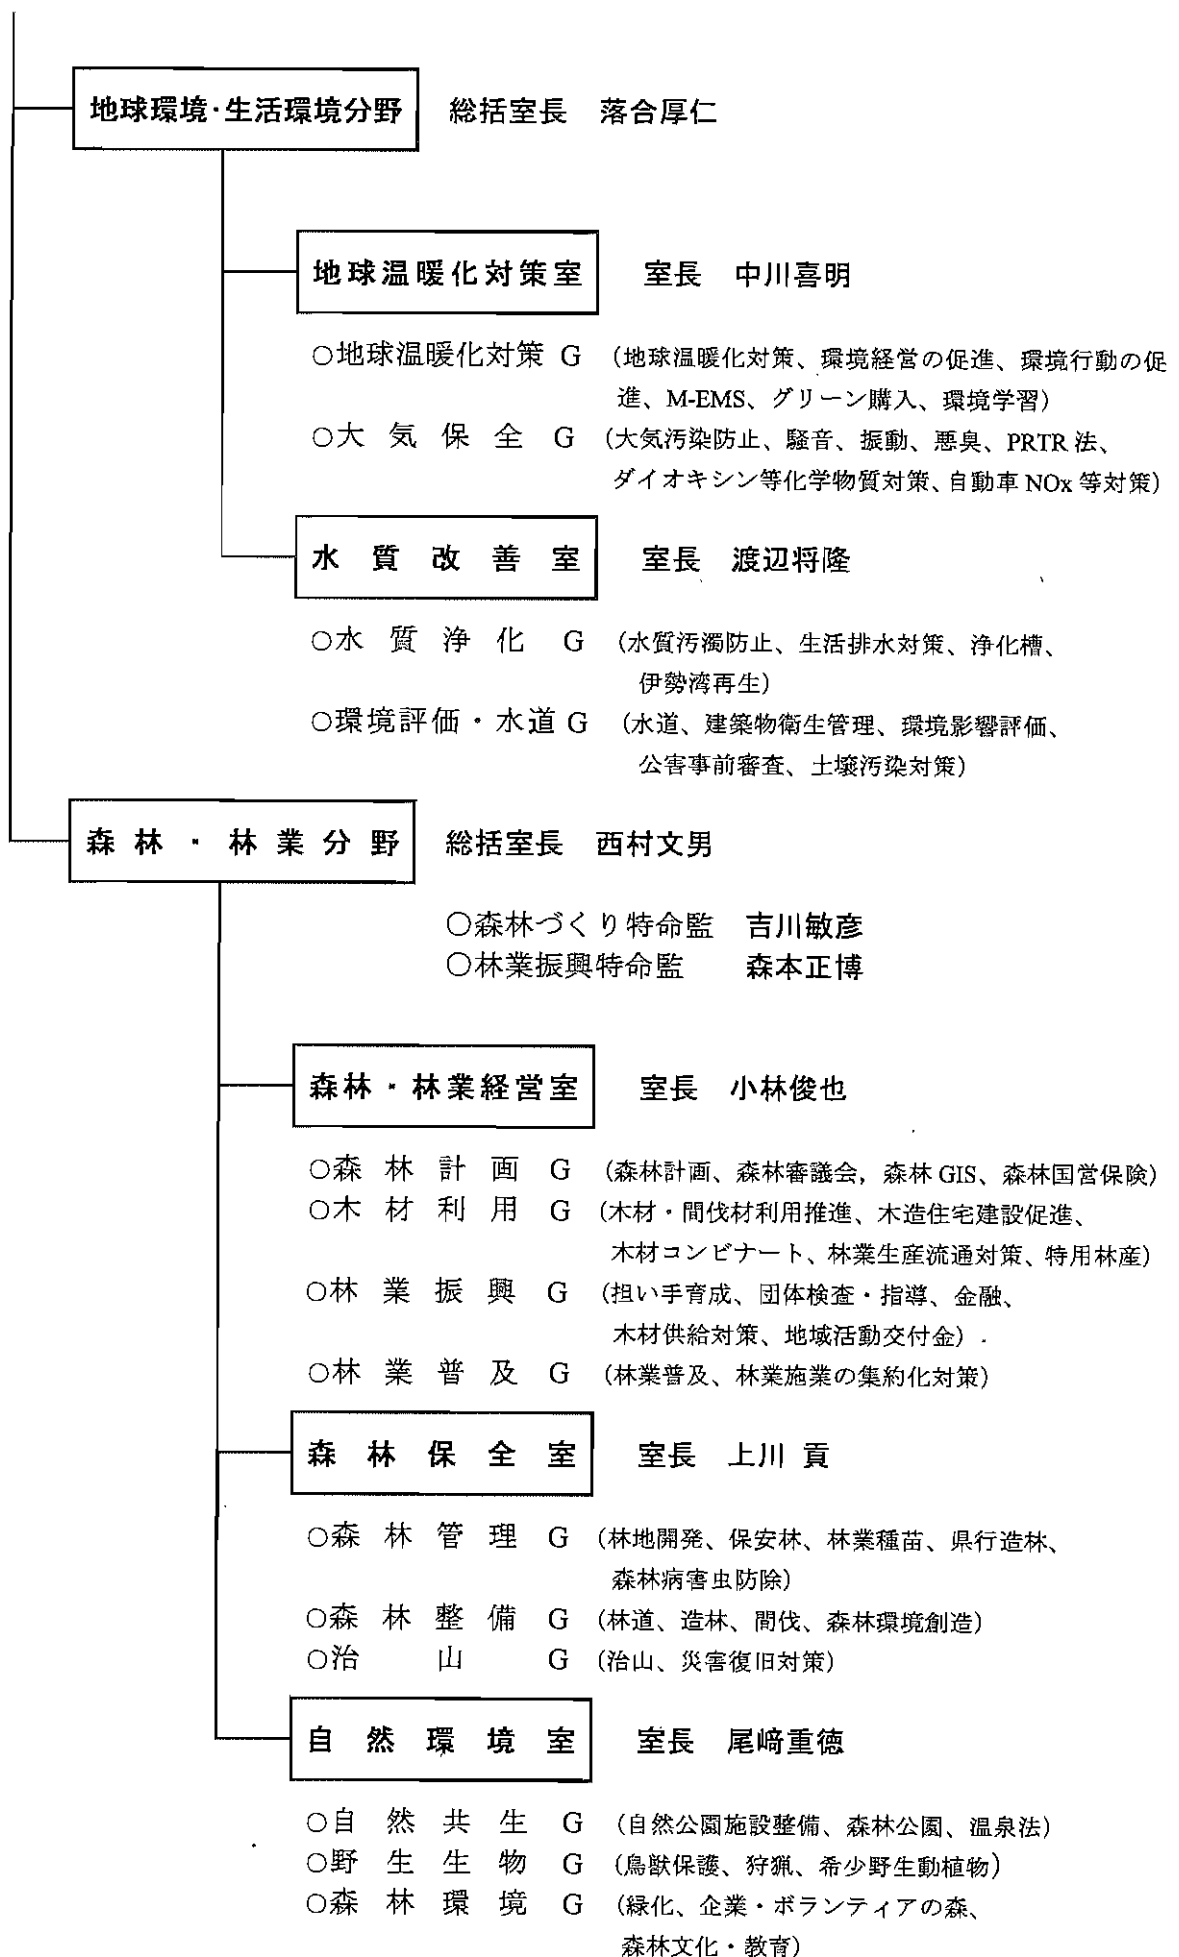 地球環境・生活環境分野　総括室長　落合厚仁
地球温暖化対策室　室長　中川喜明
○地球温暖化対策 G （地球温暖化対策、環境経営の促進、環境行動の促
進、M-EMS、グリーン購入、環境学習）
○大気保全 G （大気汚染防止、騒音、振動、悪臭、PRTR 法、
ダイオキシン等化学物質対策、自動車 NOx 等対策）
水質改善室　室長　渡辺将隆
○水質浄化 G （水質汚濁防止、生活排水対策、浄化槽、
伊勢湾再生）
○環境評価・水道 G （水道、建築物衛生管理、環境影響評価、
公害事前審査、土壌汚染対策）
森林・林業分野　総括室長　西村文男
○森林づくり特命監　吉川敏彦
○林業振興特命監　森本正博
森林・林業経営室　室長　小林俊也
○森林計画 G （森林計画、森林審議会，森林 GIS、森林国営保険）
○木材利用 G （木材・間伐材利用推進、木造住宅建設促進、
木材コンビナート、林業生産流通対策、特用林産）
○林業振興 G （担い手育成、団体検査・指導、金融、
木材供給対策、地域活動交付金）
○林業普及 G （林業普及、林業施業の集約化対策）
森林保全室　室長　上川 貢
○森林管理 G （林地開発、保安林、林業種苗、県行造林、
森林病害虫防除）
○森林整備 G （林道、造林、間伐、森林環境創造）
○治山 G （治山、災害復旧対策）
自然環境室　室長　尾﨑重徳
○自然共生 G （自然公園施設整備、森林公園、温泉法）
○野生生物 G （鳥獣保護、狩猟、希少野生動植物）
○森林環境 G （緑化、企業・ボランティアの森、
森林文化・教育）